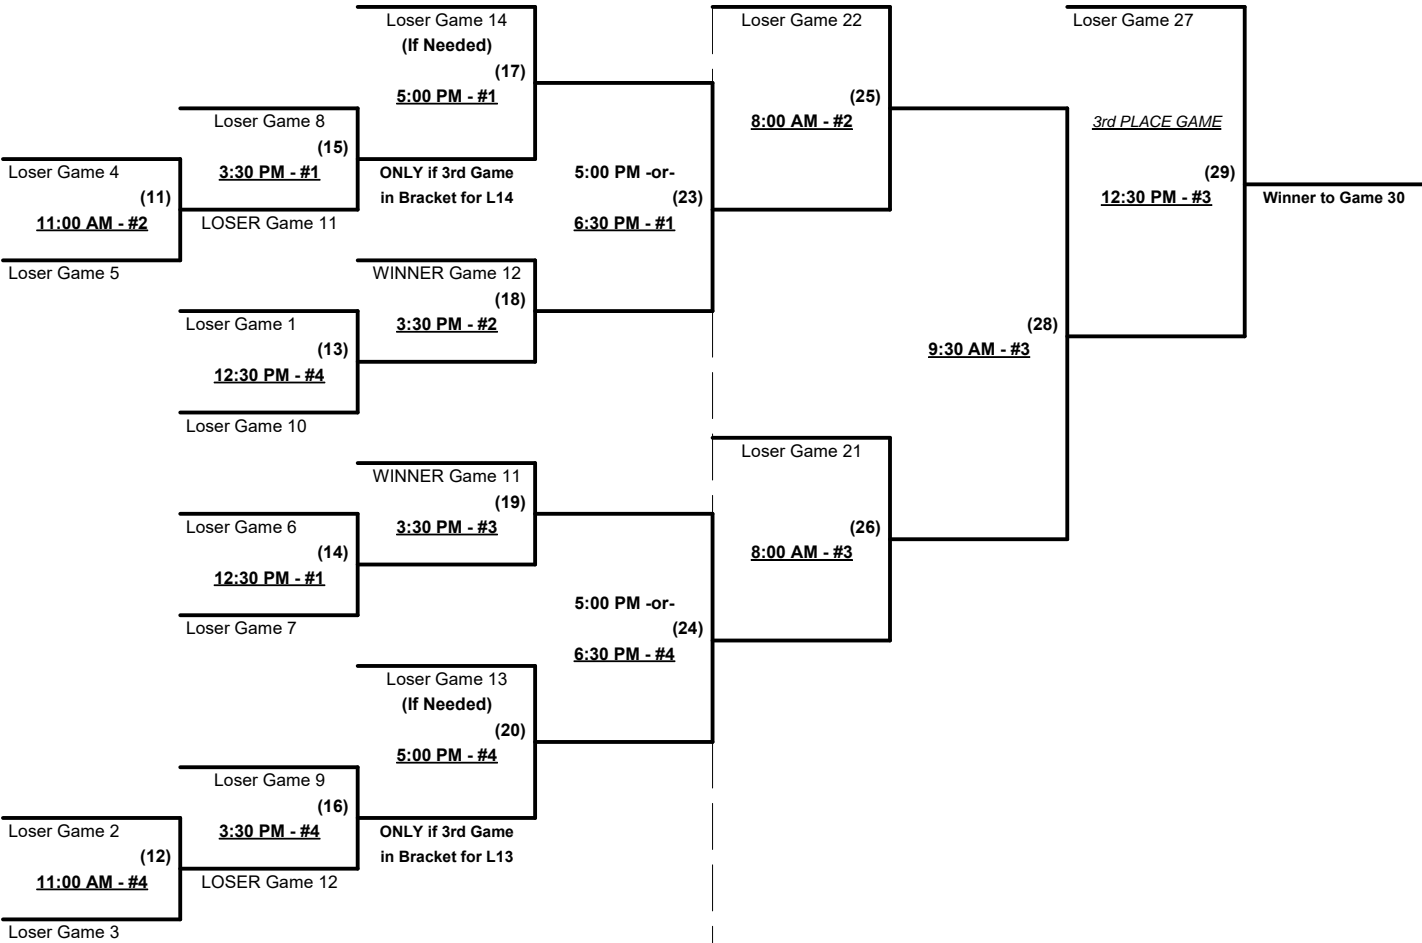 Loser Game 14
(If Needed)
(17)
5:00 PM - #1
Loser Game 22
(25)
8:00 AM - #2
Loser Game 27
3rd PLACE GAME
(29)
12:30 PM - #3
Winner to Game 30
Loser Game 8
(15)
3:30 PM - #1
LOSER Game 11
ONLY if 3rd Game
in Bracket for L14
5:00 PM -or-
(23)
6:30 PM - #1
Loser Game 4
(11)
11:00 AM - #2
Loser Game 5
WINNER Game 12
(18)
3:30 PM - #2
Loser Game 1
(13)
12:30 PM - #4
Loser Game 10
(28)
9:30 AM - #3
WINNER Game 11
(19)
3:30 PM - #3
Loser Game 21
(26)
8:00 AM - #3
Loser Game 6
(14)
12:30 PM - #1
Loser Game 7
5:00 PM -or-
(24)
6:30 PM - #4
Loser Game 13
(If Needed)
(20)
5:00 PM - #4
Loser Game 9
(16)
3:30 PM - #4
LOSER Game 12
ONLY if 3rd Game
in Bracket for L13
Loser Game 2
(12)
11:00 AM - #4
Loser Game 3